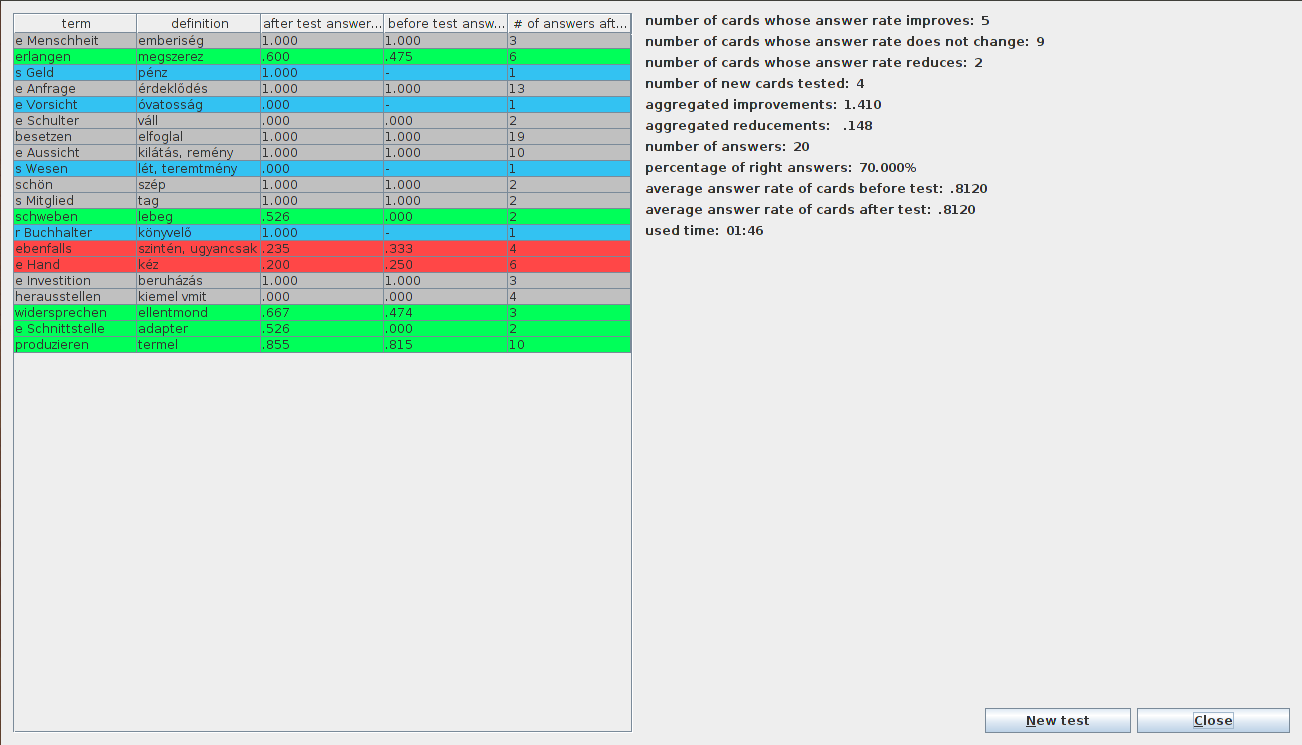 term definition after test answer... before test answ... # of answers aft...
e Menschheit emberiség 1.000 1.000 3
erlangen megszerez .600 .475 6
s Geld pénz 1.000 - 1
e Anfrage érdeklődés 1.000 1.000 13
e Vorsicht óvatosság .000 - 1
e Schulter váll .000 .000 2
besetzen elfoglal 1.000 1.000 19
e Aussicht kilátás, remény 1.000 1.000 10
s Wesen lét, teremtmény .000 - 1
schön szép 1.000 1.000 2
s Mitglied tag 1.000 1.000 2
schweben lebeg .526 .000 2
r Buchhalter könyvelő 1.000 - 1
ebenfalls szintén, ugyancsak .235 .333 4
e Hand kéz .200 .250 6
e Investition beruházás 1.000 1.000 3
herausstellen kiemel vmit .000 .000 4
widersprechen ellentmond .667 .474 3
e Schnittstelle adapter .526 .000 2
produzieren termel .855 .815 10
number of cards whose answer rate improves: 5
number of cards whose answer rate does not change: 9
number of cards whose answer rate reduces: 2
number of new cards tested: 4
aggregated improvements: 1.410
aggregated reducements: .148
number of answers: 20
percentage of right answers: 70.000%
average answer rate of cards before test: .8120
average answer rate of cards after test: .8120
used time: 01:46
New test Close